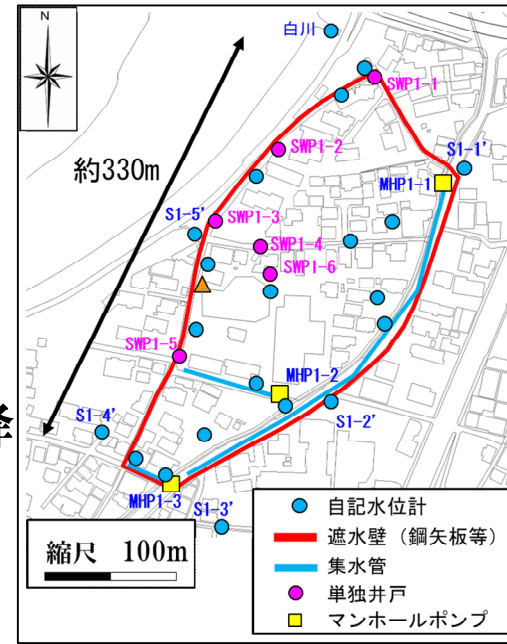 N
白川
SWP1-1
約330m
SWP1-2
S1-1'
MHP1-1
S1-5'
SWP1-3
SWP1-4
SWP1-6
SWP1-5
MHP1-2
S1-4'
S1-2'
MHP1-3
S1-3'
縮尺 100m
自記水位計
遮水壁（鋼矢板等）
集水管
単独井戸
マンホールポンプ